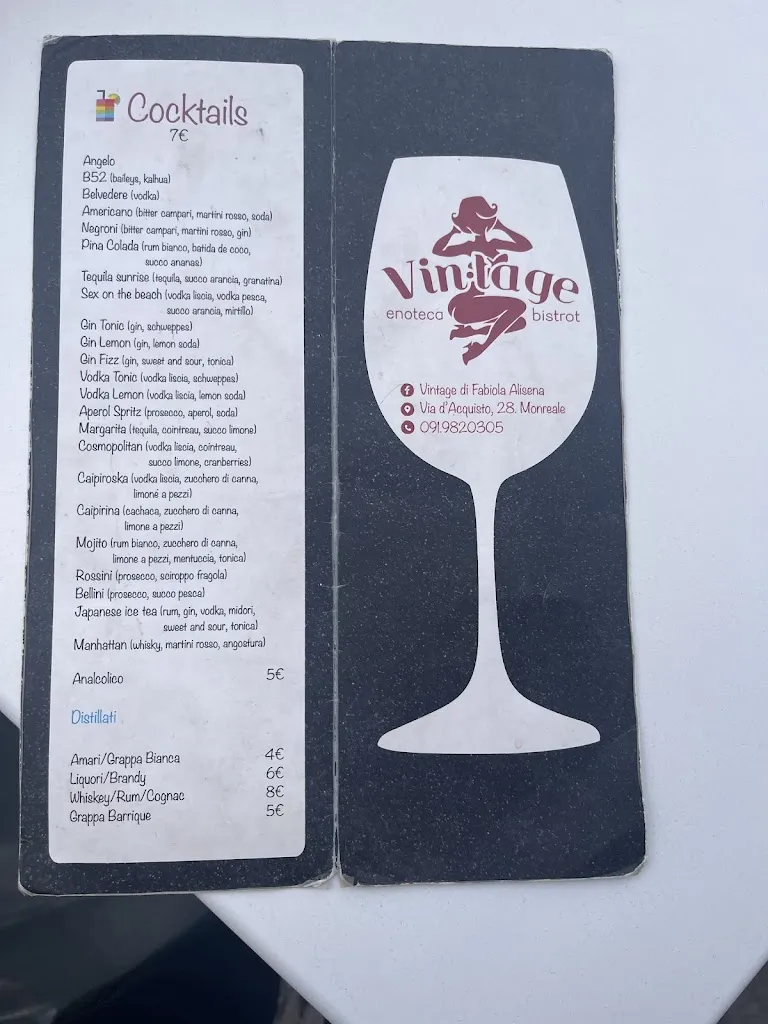 Cocktails
7€
Angelo
B52 (baileys, kalhua)
Belvedere (vodka)
Americano (bitter campari, martini rosso, soda)
Negroni (bitter campari, martini rosso, gin)
Pina Colada (rum bianco, batida de coco,
succo ananas)
Tequila sunrise (tequila, succo arancia, granatina)
Sex on the beach (vodka liscia, vodka pesca,
succo arancia, mirtillo)
Gin Tonic (gin, schweppes)
Gin Lemon (gin, lemon soda)
Gin Fizz (gin, sweet and sour, tonica)
Vodka Tonic (vodka liscia, schweppes)
Vodka Lemon (vodka liscia, lemon soda)
Aperol Spritz (prosecco, aperol, soda)
Margarita (tequila, cointreau, succo limone)
Cosmopolitan (vodka liscia, cointreau,
succo limone, cranberries)
Caipiroska (vodka liscia, zucchero di canna,
limone a pezzi)
Caipirina (cachaca, zucchero di canna,
limone a pezzi)
Mojito (rum bianco, zucchero di canna,
limone a pezzi, mentuccia, tonica)
Rossini (prosecco, sciroppo fragola)
Bellini (prosecco, succo pesca)
Japanese ice tea (rum, gin, vodka, midori,
sweet and sour, tonica)
Manhattan (whisky, martini rosso, angostura)
Analcolico 5€
Distillati
Amari/Grappa Bianca 4€
Liquori/Brandy 6€
Whiskey/Rum/Cognac 8€
Grappa Barrique 5€
Vintage
enoteca bistrot
Vintage di Fabiola Alisena
Via d'Acquisto, 28. Monreale
091.9820305